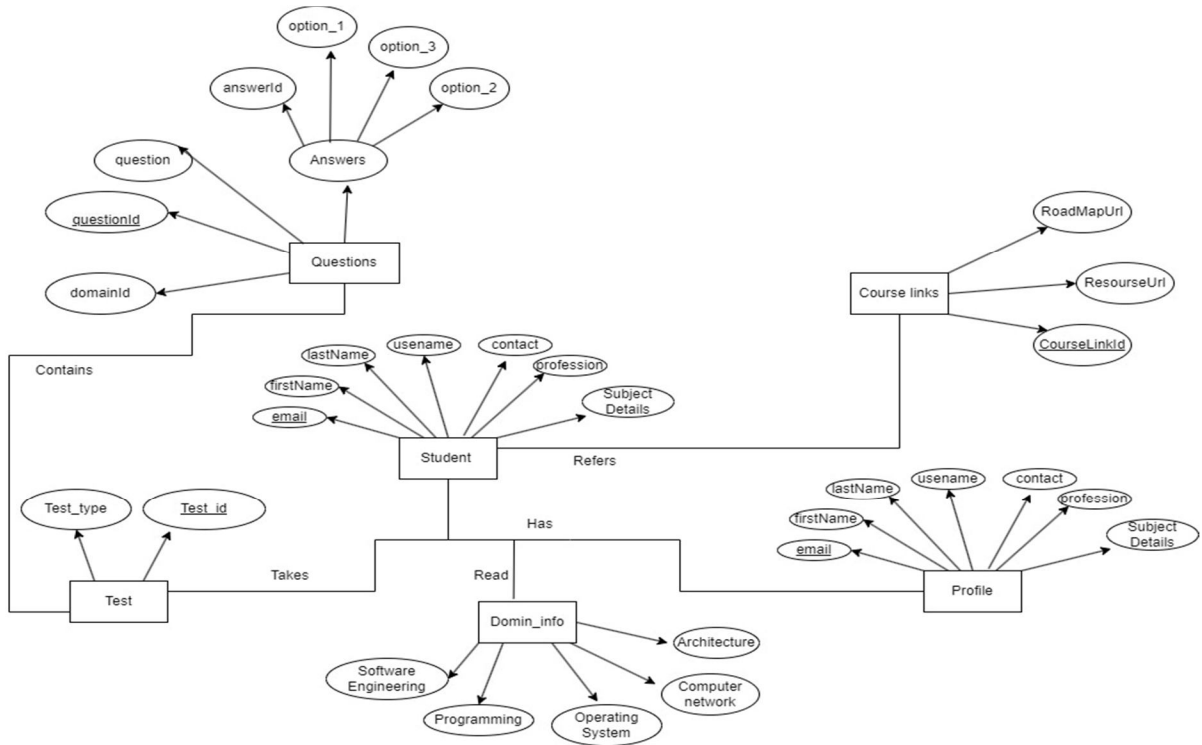 option_1
option_3
answerId
option_2
question
Answers
questionId
RoadMapUrl
Questions
domainId
Course links
ResourseUrl
CourseLinkId
Contains
lastName
usename
contact
profession
firstName
Subject
Details
email
Student
Refers
Test_type
Test_id
Has
lastName
usename
contact
profession
firstName
Subject
Details
email
Takes
Read
Test
Profile
Domin_info
Architecture
Software
Engineering
Computer
network
Programming
Operating
System